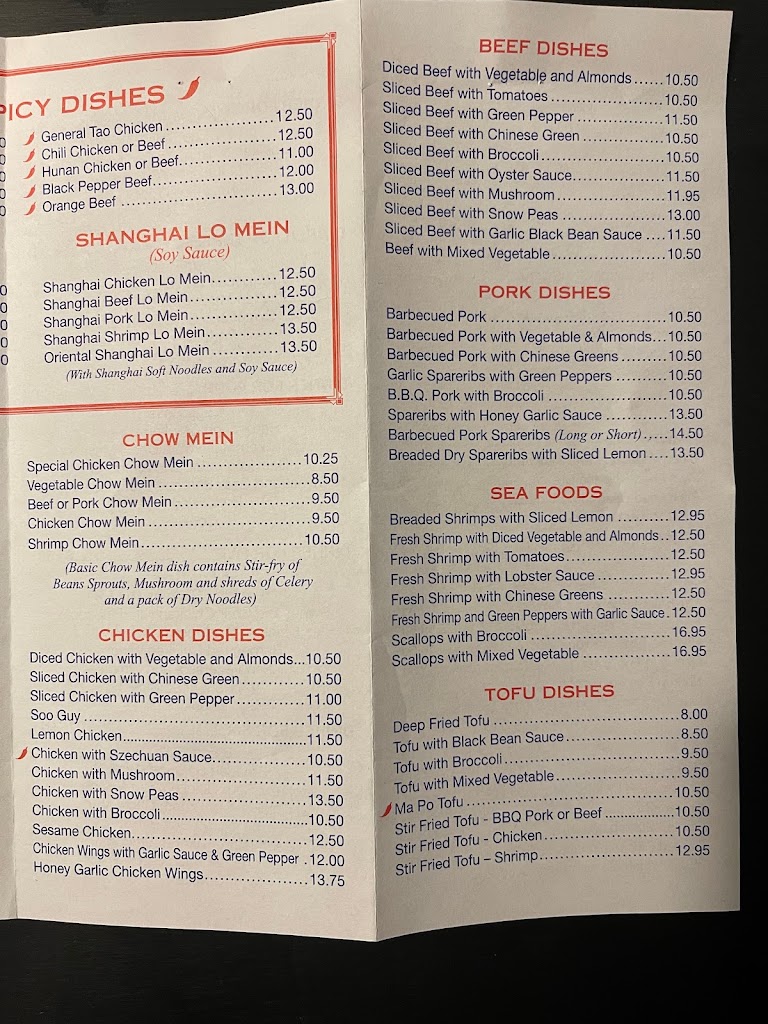 PICY DISHES
General Tao Chicken ........................ 12.50
Chili Chicken or Beef ........................ 12.50
Hunan Chicken or Beef........................ 11.00
Black Pepper Beef........................ 12.00
Orange Beef ........................ 13.00
SHANGHAI LO MEIN
(Soy Sauce)
Shanghai Chicken Lo Mein............ 12.50
Shanghai Beef Lo Mein............ 12.50
Shanghai Pork Lo Mein............ 12.50
Shanghai Shrimp Lo Mein............ 13.50
Oriental Shanghai Lo Mein ............ 13.50
(With Shanghai Soft Noodles and Soy Sauce)
CHOW MEIN
Special Chicken Chow Mein .................... 10.25
Vegetable Chow Mein .................... 8.50
Beef or Pork Chow Mein .................... 9.50
Chicken Chow Mein .................... 9.50
Shrimp Chow Mein.................... 10.50
(Basic Chow Mein dish contains Stir-fry of
Beans Sprouts, Mushroom and shreds of Celery
and a pack of Dry Noodles)
CHICKEN DISHES
Diced Chicken with Vegetable and Almonds...10.50
Sliced Chicken with Chinese Green............ 10.50
Sliced Chicken with Green Pepper............ 11.00
Soo Guy ........................ 11.50
Lemon Chicken........................ 11.50
Chicken with Szechuan Sauce............ 10.50
Chicken with Mushroom............ 11.50
Chicken with Snow Peas ............ 13.50
Chicken with Broccoli ............ 10.50
Sesame Chicken............ 12.50
Chicken Wings with Garlic Sauce & Green Pepper .12.00
Honey Garlic Chicken Wings............ 13.75
BEEF DISHES
Diced Beef with Vegetable and Almonds......10.50
Sliced Beef with Tomatoes ............ 10.50
Sliced Beef with Green Pepper ............ 11.50
Sliced Beef with Chinese Green ............ 10.50
Sliced Beef with Broccoli............ 10.50
Sliced Beef with Oyster Sauce............ 11.50
Sliced Beef with Mushroom............ 11.95
Sliced Beef with Snow Peas ............ 13.00
Sliced Beef with Garlic Black Bean Sauce ....11.50
Beef with Mixed Vegetable ............ 10.50
PORK DISHES
Barbecued Pork ............ 10.50
Barbecued Pork with Vegetable & Almonds...10.50
Barbecued Pork with Chinese Greens ......... 10.50
Garlic Spareribs with Green Peppers .......... 10.50
B.B.Q. Pork with Broccoli ............ 10.50
Spareribs with Honey Garlic Sauce ............ 13.50
Barbecued Pork Spareribs (Long or Short).....14.50
Breaded Dry Spareribs with Sliced Lemon ....13.50
SEA FOODS
Breaded Shrimps with Sliced Lemon .......... 12.95
Fresh Shrimp with Diced Vegetable and Almonds..12.50
Fresh Shrimp with Tomatoes............ 12.50
Fresh Shrimp with Lobster Sauce ............ 12.95
Fresh Shrimp with Chinese Greens ............ 12.50
Fresh Shrimp and Green Peppers with Garlic Sauce.12.50
Scallops with Broccoli ............ 16.95
Scallops with Mixed Vegetable ............ 16.95
TOFU DISHES
Deep Fried Tofu ............ 8.00
Tofu with Black Bean Sauce............ 8.50
Tofu with Broccoli............ 9.50
Tofu with Mixed Vegetable............ 9.50
Ma Po Tofu ............ 10.50
Stir Fried Tofu - BBQ Pork or Beef ............ 10.50
Stir Fried Tofu - Chicken............ 10.50
Stir Fried Tofu – Shrimp............ 12.95